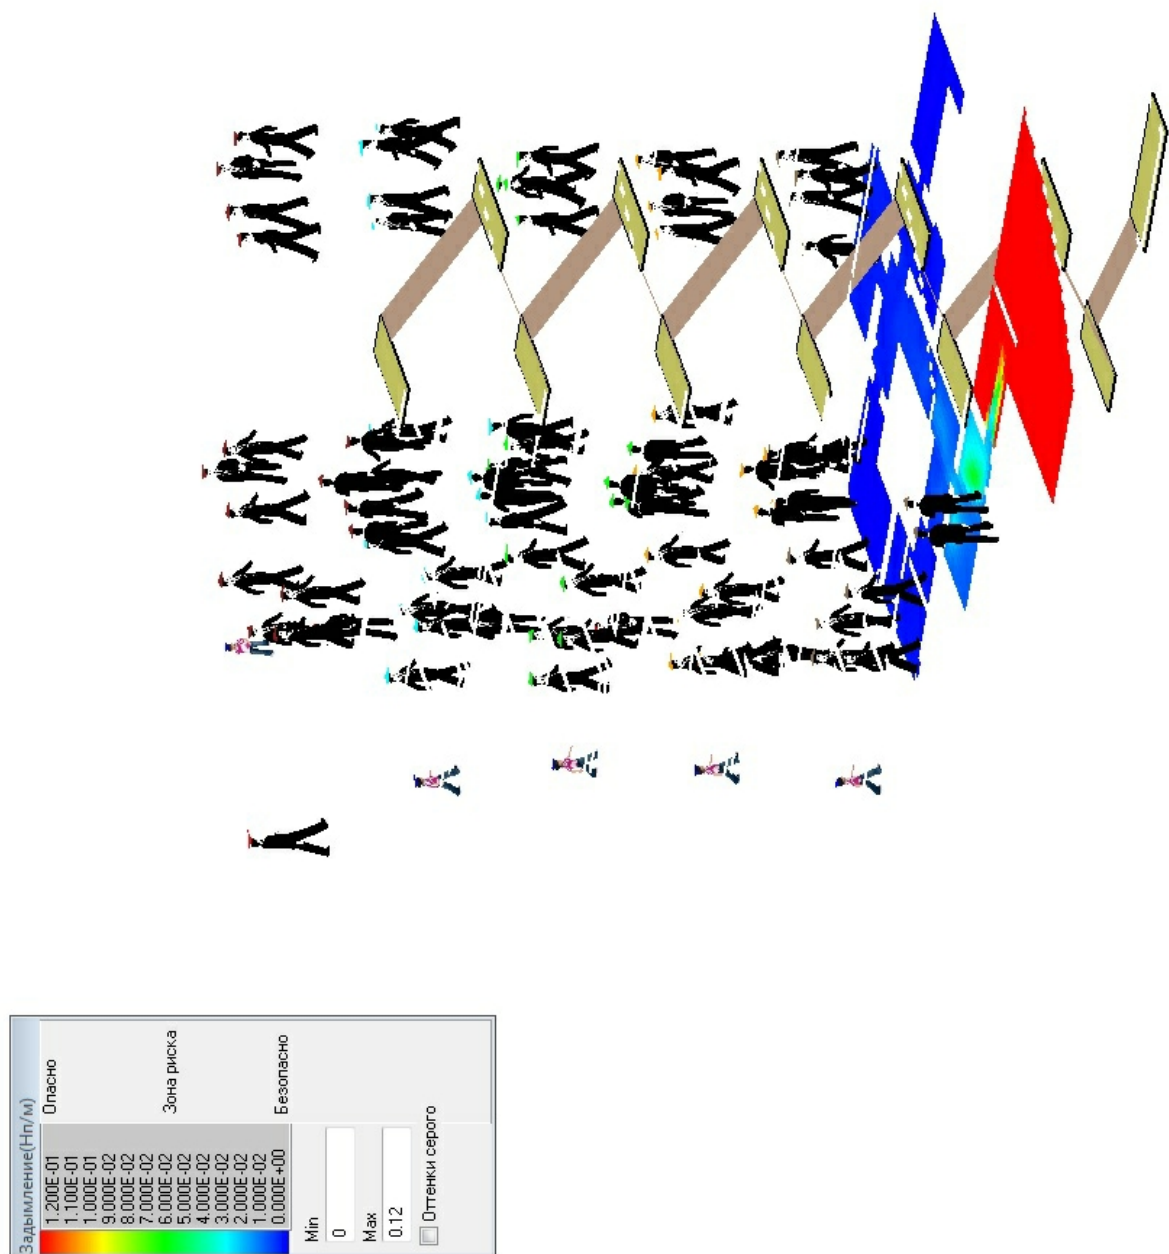 Задымление(Нп/м)
1.200E-01 Опасно
1.100E-01
1.000E-01
9.000E-02
8.000E-02
7.000E-02
6.000E-02 Зона риска
5.000E-02
4.000E-02
3.000E-02
2.000E-02
1.000E-02
0.000E+00 Безопасно
Min
0
Max
0.12
Оттенки серого